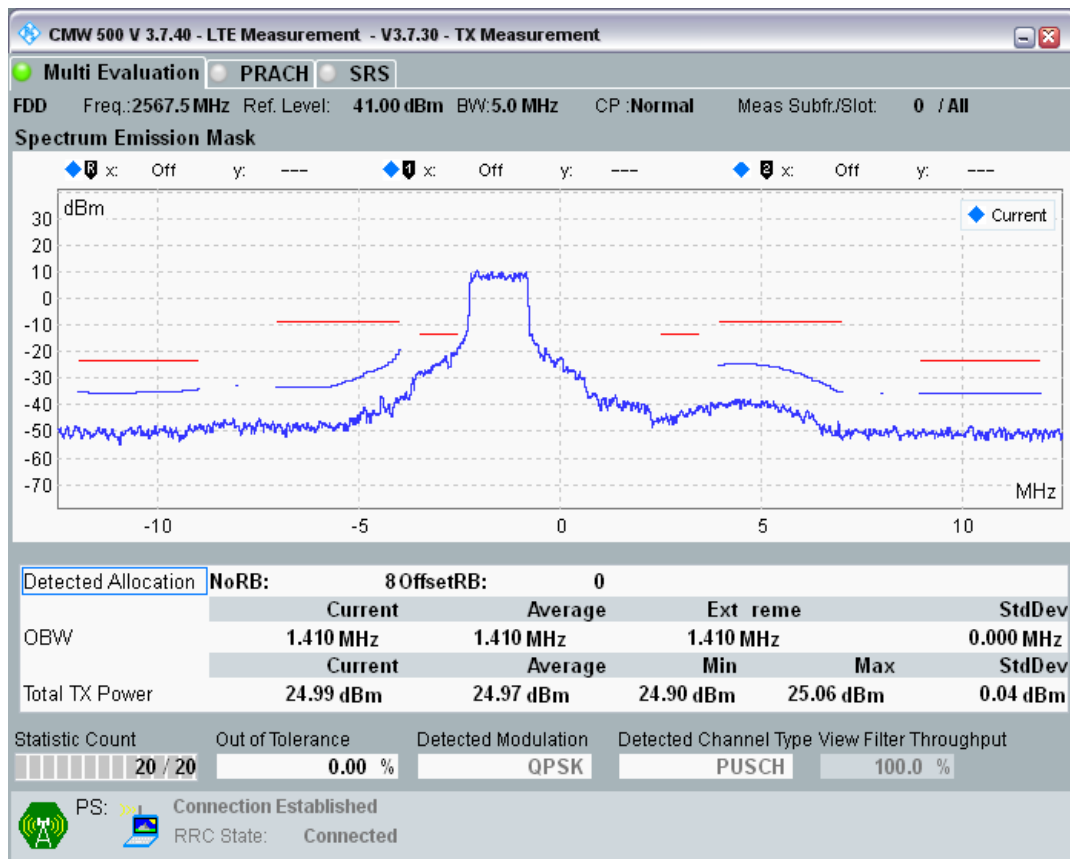 CMW 500 V 3.7.40 - LTE Measurement - V3.7.30 - TX Measurement
Multi Evaluation PRACH SRS
FDD Freq.:2567.5 MHz Ref. Level: 41.00 dBm BW:5.0 MHz CP :Normal Meas Subfr./Slot: 0 / All
Spectrum Emission Mask
R x: Off y: --- 1 x: Off y: --- 2 x: Off y: ---
dBm
Current
30
20
10
0
-10
-20
-30
-40
-50
-60
-70
MHz
-10 -5 0 5 10
Detected Allocation NoRB: 8 OffsetRB: 0
Current Average Ext reme StdDev
OBW 1.410 MHz 1.410 MHz 1.410 MHz 0.000 MHz
Current Average Min Max StdDev
Total TX Power 24.99 dBm 24.97 dBm 24.90 dBm 25.06 dBm 0.04 dBm
Statistic Count Out of Tolerance Detected Modulation Detected Channel Type View Filter Throughput
20 / 20 0.00 % QPSK PUSCH 100.0 %
PS: Connection Established
RRC State: Connected